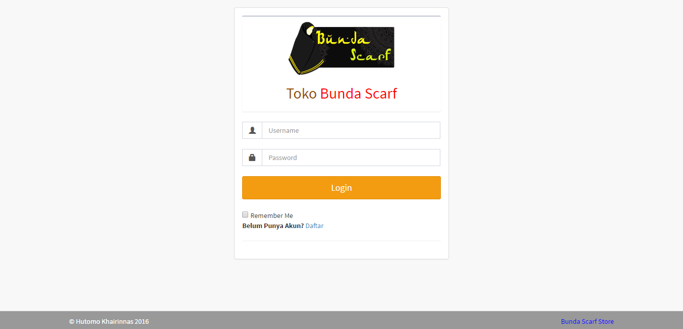 Bunda
Scarf
Toko Bunda Scarf
Username
Password
Login
Remember Me
Belum Punya Akun? Daftar
© Hutomo Khairinnas 2016
Bunda Scarf Store